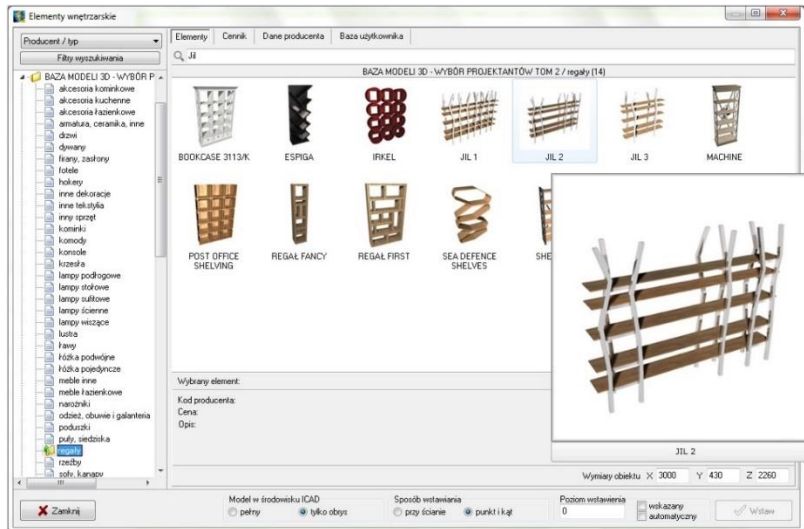 Elementy wnętrzarskie
Producent / typ
Filtry wyszukiwania
BAZA MODELI 3D - WYBÓR P
akcesoria kominkowe
akcesoria kuchenne
akcesoria łazienkowe
armatura, ceramika, inne
drzwi
dywany
firany, zasłony
fotele
hokery
inne dekoracje
inne tekstylia
inny sprzęt
kominki
komody
konsole
krzesła
lampy podłogowe
lampy stołowe
lampy sufitowe
lampy ścienne
lampy wiszące
lustra
ławy
łóżka podwójne
łóżka pojedyncze
meble inne
meble łazienkowe
narożniki
odzież, obuwie i galanteria
poduszki
pufy, siedziska
regały
rzeźby
sofy, kanapy
Elementy Cennik Dane producenta Baza użytkownika
Jil
BAZA MODELI 3D - WYBÓR PROJEKTANTÓW TOM 2 / regały (14)
BOOKCASE 3113/K ESPIGA IRKEL JIL 1 JIL 2 JIL 3 MACHINE
POST OFFICE SHELVING REGAŁ FANCY REGAŁ FIRST SEA DEFENCE SHELVES SHE
JIL 2
Wybrany element:
Kod producenta:
Cena:
Opis:
Wymiary obiektu X 3000 Y 430 Z 2260
Zamknij
Model w środowisku ICAD
pełny tylko obrys
Sposób wstawiania
przy ścianie punkt i kąt
Poziom wstawienia
0
wskazany
automatyczny
Wstaw